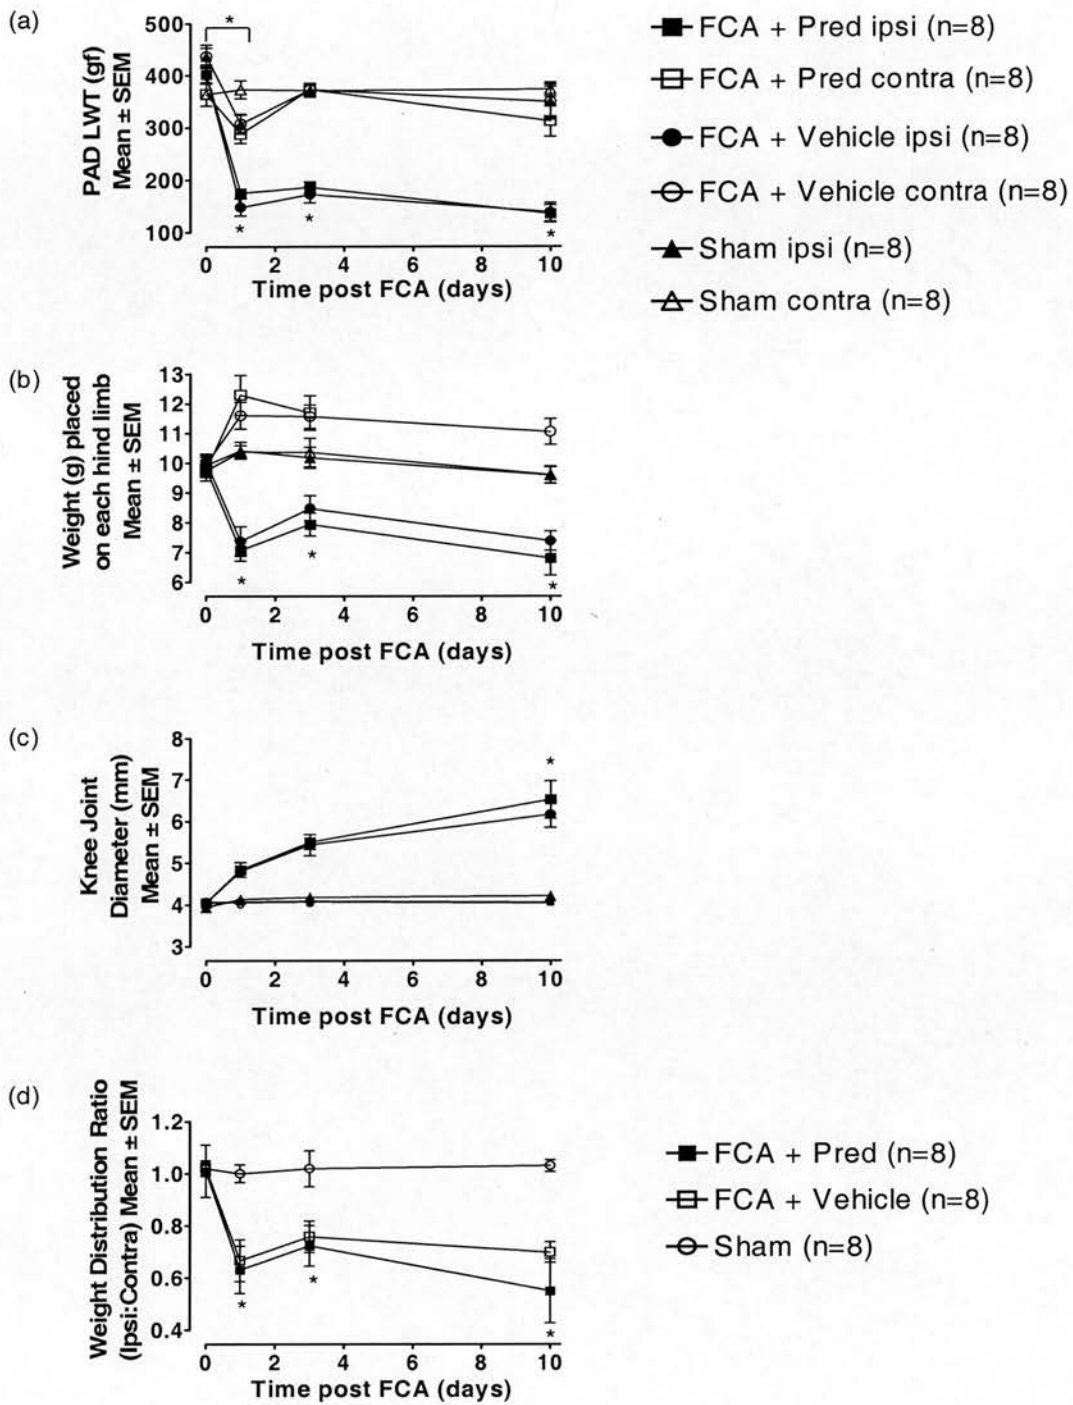 (a)
PAD LWT (gf)
Mean ± SEM
500
400
300
200
100
*
*
*
*
0 2 4 6 8 10
Time post FCA (days)
FCA + Pred ipsi (n=8)
FCA + Pred contra (n=8)
FCA + Vehicle ipsi (n=8)
FCA + Vehicle contra (n=8)
Sham ipsi (n=8)
Sham contra (n=8)
(b)
Weight (g) placed
on each hind limb
Mean ± SEM
13
12
11
10
9
8
7
6
*
*
*
0 2 4 6 8 10
Time post FCA (days)
(c)
Knee Joint
Diameter (mm)
Mean ± SEM
8
7
6
5
4
3
*
0 2 4 6 8 10
Time post FCA (days)
(d)
Weight Distribution Ratio
(Ipsi:Contra) Mean ± SEM
1.2
1.0
0.8
0.6
0.4
*
*
*
0 2 4 6 8 10
Time post FCA (days)
FCA + Pred (n=8)
FCA + Vehicle (n=8)
Sham (n=8)